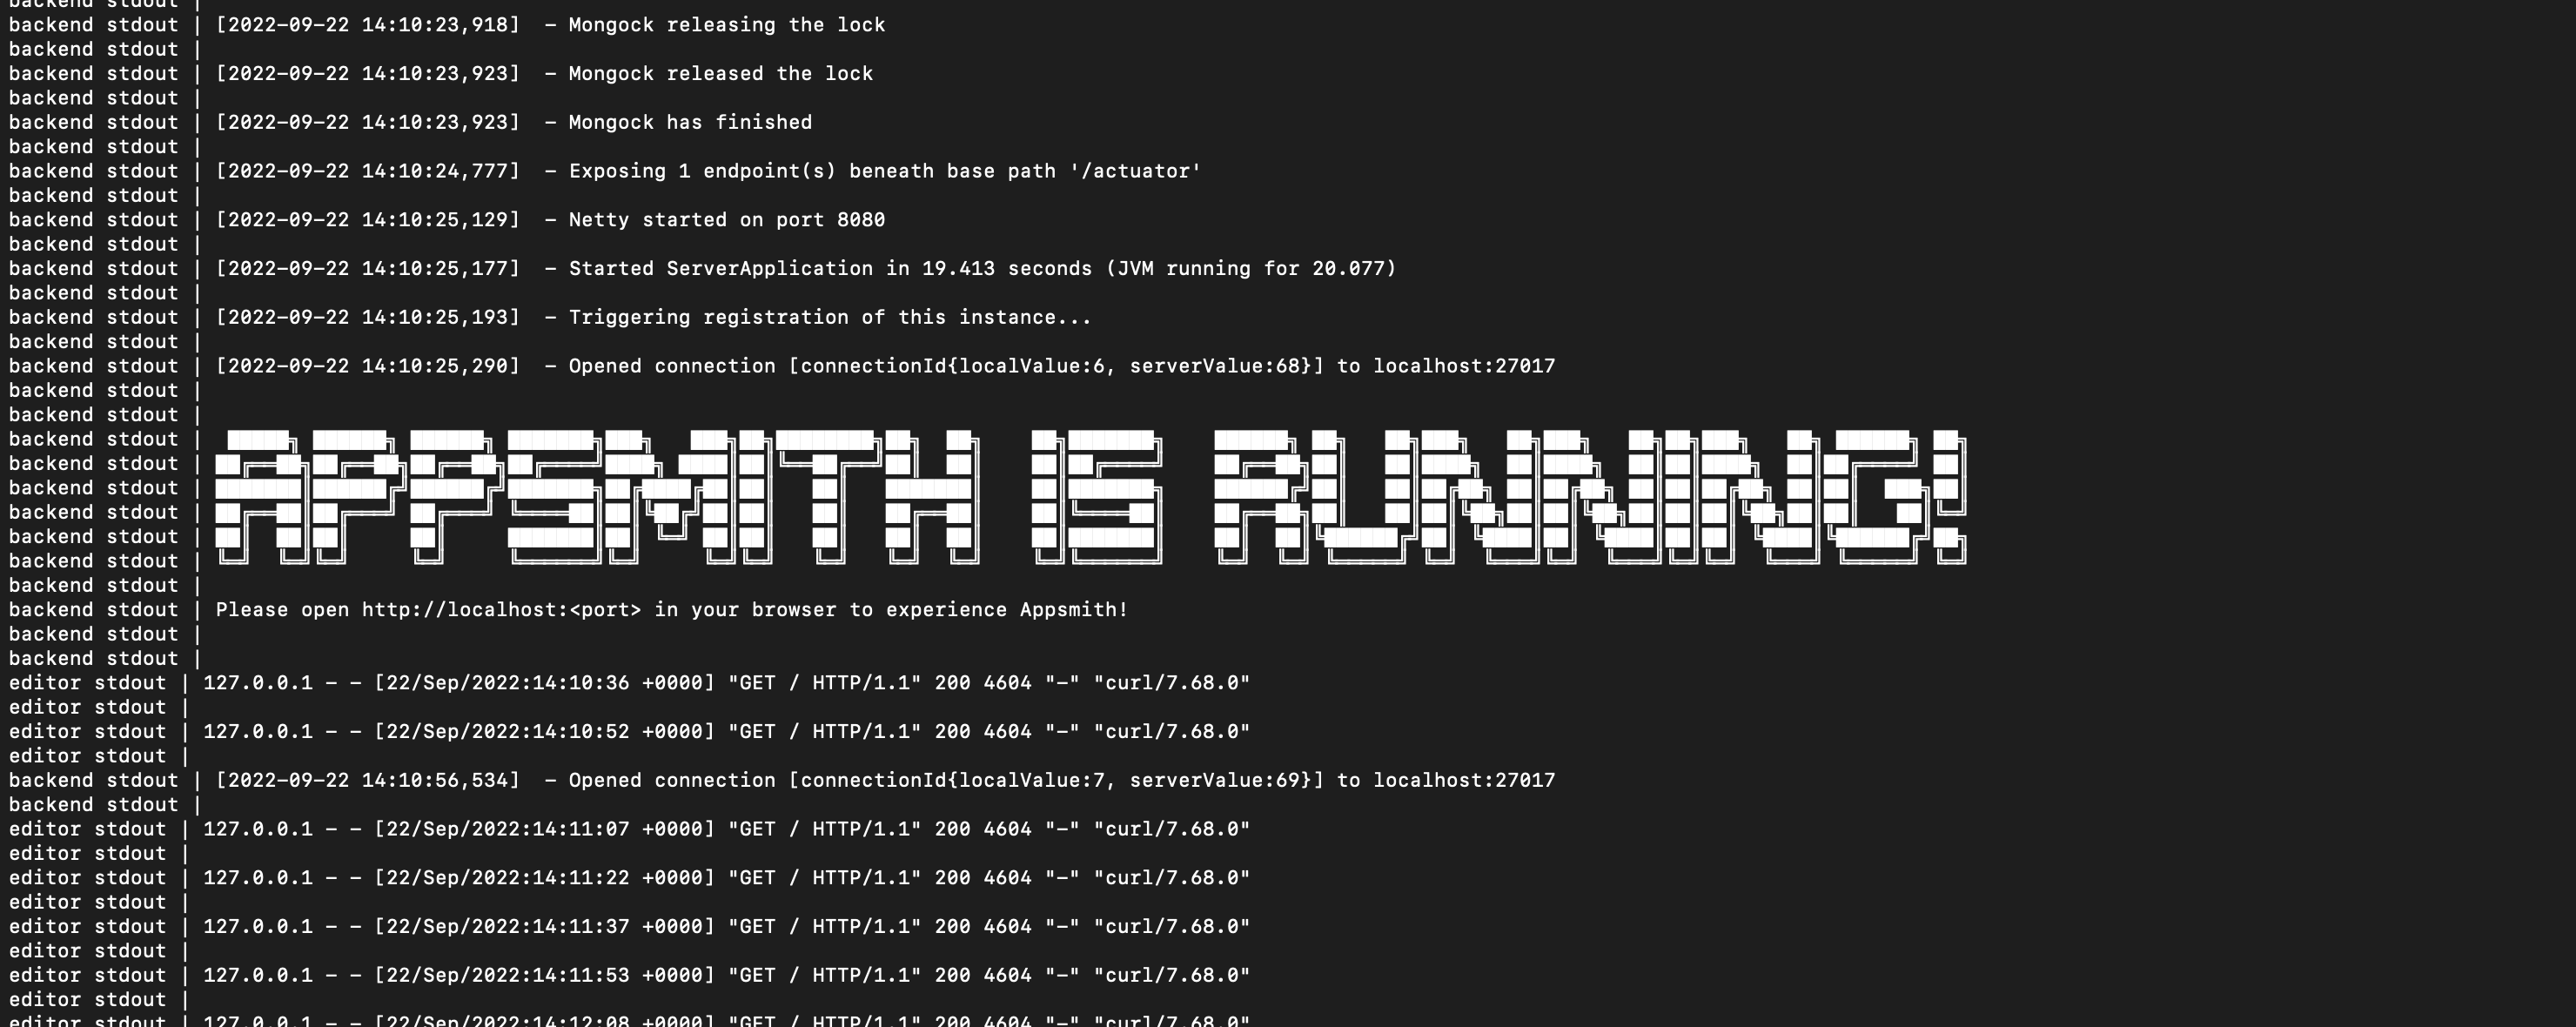 backend stdout |
backend stdout | [2022-09-22 14:10:23,918]  - Mongock releasing the lock
backend stdout |
backend stdout | [2022-09-22 14:10:23,923]  - Mongock released the lock
backend stdout |
backend stdout | [2022-09-22 14:10:23,923]  - Mongock has finished
backend stdout |
backend stdout | [2022-09-22 14:10:24,777]  - Exposing 1 endpoint(s) beneath base path '/actuator'
backend stdout |
backend stdout | [2022-09-22 14:10:25,129]  - Netty started on port 8080
backend stdout |
backend stdout | [2022-09-22 14:10:25,177]  - Started ServerApplication in 19.413 seconds (JVM running for 20.077)
backend stdout |
backend stdout | [2022-09-22 14:10:25,193]  - Triggering registration of this instance...
backend stdout |
backend stdout | [2022-09-22 14:10:25,290]  - Opened connection [connectionId{localValue:6, serverValue:68}] to localhost:27017
backend stdout |
backend stdout |
backend stdout |
backend stdout |
backend stdout | APPSMITH IS RUNNING!
backend stdout |
backend stdout |
backend stdout |
backend stdout |
backend stdout | Please open http://localhost:<port> in your browser to experience Appsmith!
backend stdout |
backend stdout |
editor stdout | 127.0.0.1 - - [22/Sep/2022:14:10:36 +0000] "GET / HTTP/1.1" 200 4604 "-" "curl/7.68.0"
editor stdout |
editor stdout | 127.0.0.1 - - [22/Sep/2022:14:10:52 +0000] "GET / HTTP/1.1" 200 4604 "-" "curl/7.68.0"
editor stdout |
backend stdout | [2022-09-22 14:10:56,534]  - Opened connection [connectionId{localValue:7, serverValue:69}] to localhost:27017
backend stdout |
editor stdout | 127.0.0.1 - - [22/Sep/2022:14:11:07 +0000] "GET / HTTP/1.1" 200 4604 "-" "curl/7.68.0"
editor stdout |
editor stdout | 127.0.0.1 - - [22/Sep/2022:14:11:22 +0000] "GET / HTTP/1.1" 200 4604 "-" "curl/7.68.0"
editor stdout |
editor stdout | 127.0.0.1 - - [22/Sep/2022:14:11:37 +0000] "GET / HTTP/1.1" 200 4604 "-" "curl/7.68.0"
editor stdout |
editor stdout | 127.0.0.1 - - [22/Sep/2022:14:11:53 +0000] "GET / HTTP/1.1" 200 4604 "-" "curl/7.68.0"
editor stdout |
editor stdout | 127.0.0.1 - - [22/Sep/2022:14:12:08 +0000] "GET / HTTP/1.1" 200 4604 "-" "curl/7.68.0"